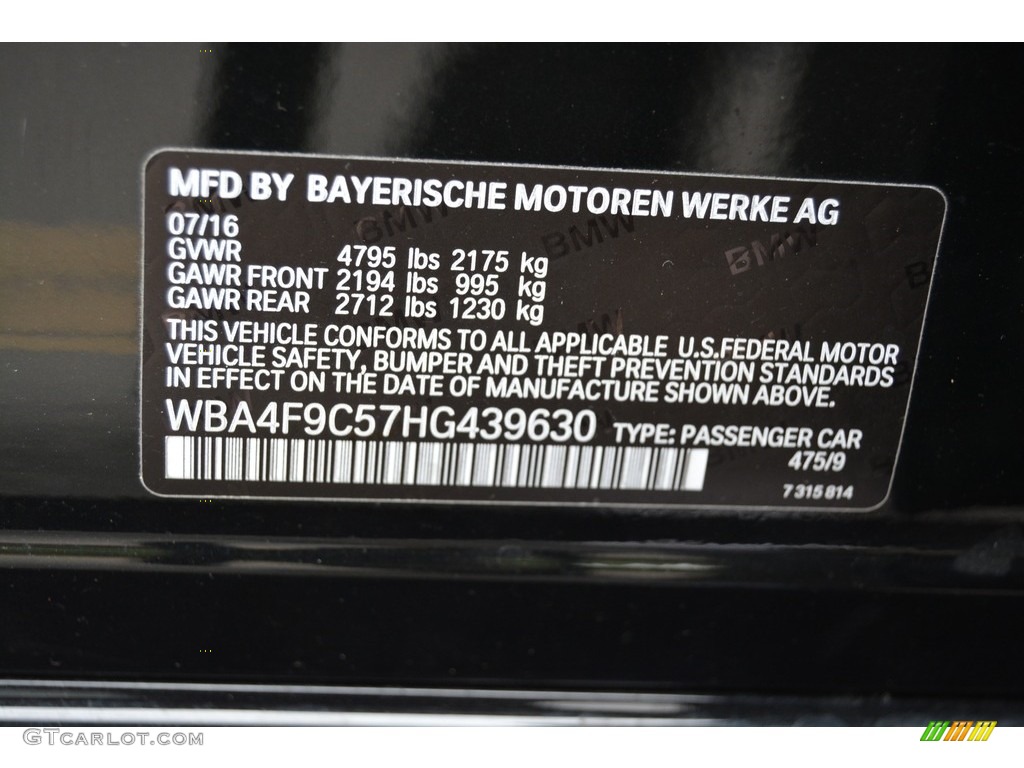 MFD BY BAYERISCHE MOTOREN WERKE AG
07/16
GVWR 4795 lbs 2175 kg
GAWR FRONT 2194 lbs 995 kg
GAWR REAR 2712 lbs 1230 kg
THIS VEHICLE CONFORMS TO ALL APPLICABLE U.S.FEDERAL MOTOR
VEHICLE SAFETY, BUMPER AND THEFT PREVENTION STANDARDS
IN EFFECT ON THE DATE OF MANUFACTURE SHOWN ABOVE.
WBA4F9C57HG439630 TYPE: PASSENGER CAR
475/9
7 315 814
BMW
BMW
BMW
© GTCarlot.com